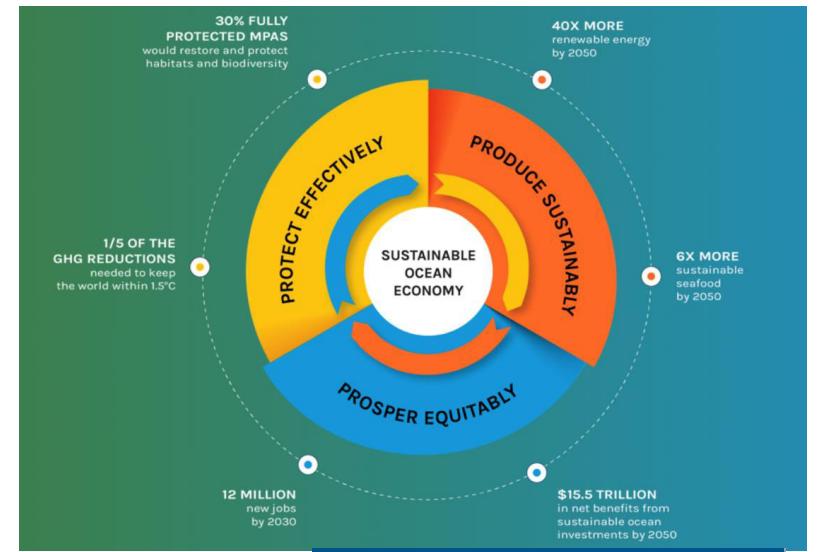 30% FULLY
PROTECTED MPAS
would restore and protect
habitats and biodiversity
40X MORE
renewable energy
by 2050
PROTECT EFFECTIVELY
PRODUCE SUSTAINABLY
SUSTAINABLE
OCEAN
ECONOMY
1/5 OF THE
GHG REDUCTIONS
needed to keep
the world within 1.5°C
6X MORE
sustainable
seafood
by 2050
PROSPER EQUITABLY
12 MILLION
new jobs
by 2030
$15.5 TRILLION
in net benefits from
sustainable ocean
investments by 2050